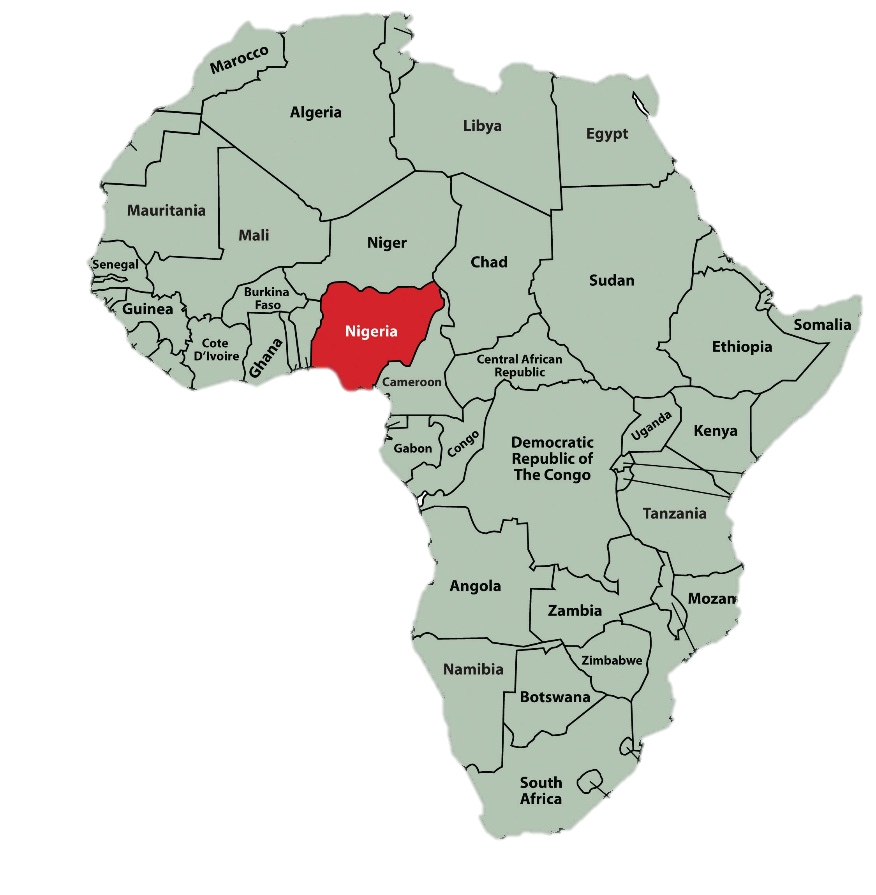 Marocco
Algeria
Libya
Egypt
Mauritania
Mali
Niger
Chad
Sudan
Senegal
Guinea
Burkina
Faso
Cote
D'Ivoire
Ghana
Nigeria
Cameroon
Central African
Republic
Ethiopia
Somalia
Gabon
Congo
Democratic
Republic of
The Congo
Uganda
Kenya
Tanzania
Angola
Zambia
Mozan
Namibia
Zimbabwe
Botswana
South
Africa